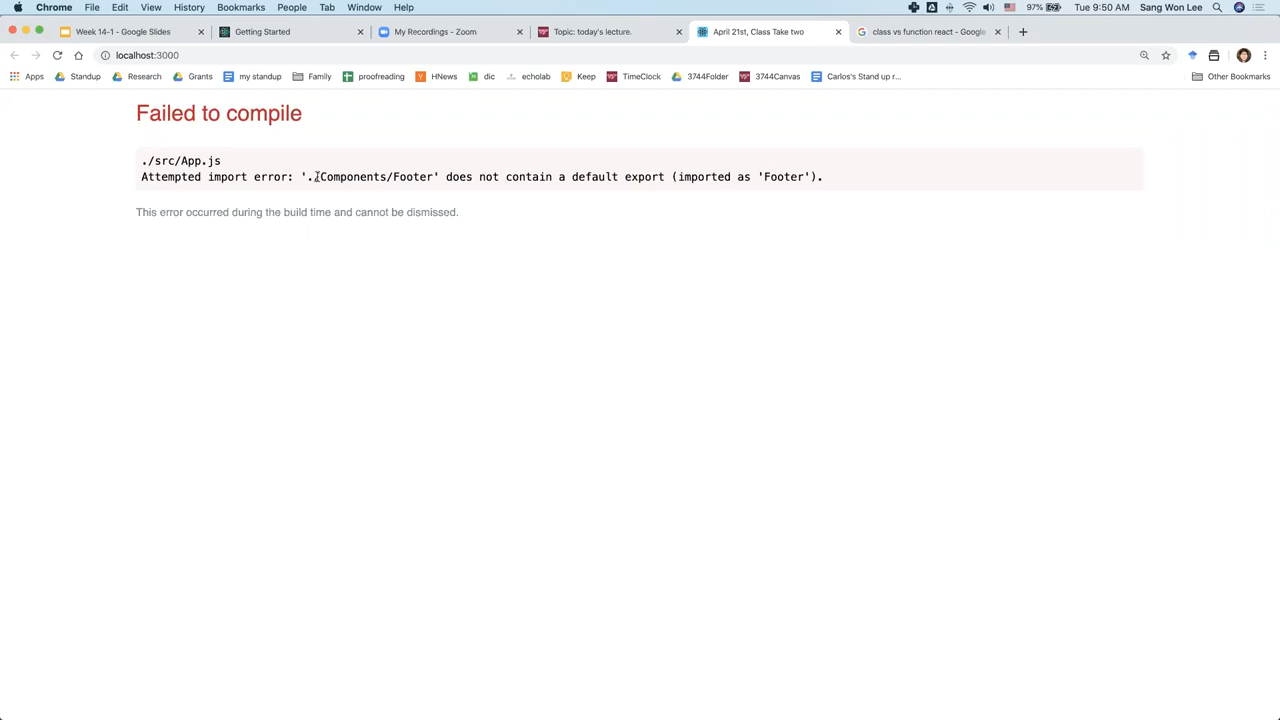 Chrome File Edit View History Bookmarks People Tab Window Help 97% Tue 9:50 AM Sang Won Lee
Week 14-1 - Google Slides Getting Started My Recordings - Zoom Topic: today's lecture. April 21st, Class Take two class vs function react - Google
localhost:3000
Apps Standup Research Grants my standup Family proofreading HNews dic echolab Keep TimeClock 3744Folder 3744Canvas Carlos's Stand up r... Other Bookmarks
Failed to compile
./src/App.js
Attempted import error: './Components/Footer' does not contain a default export (imported as 'Footer').
This error occurred during the build time and cannot be dismissed.